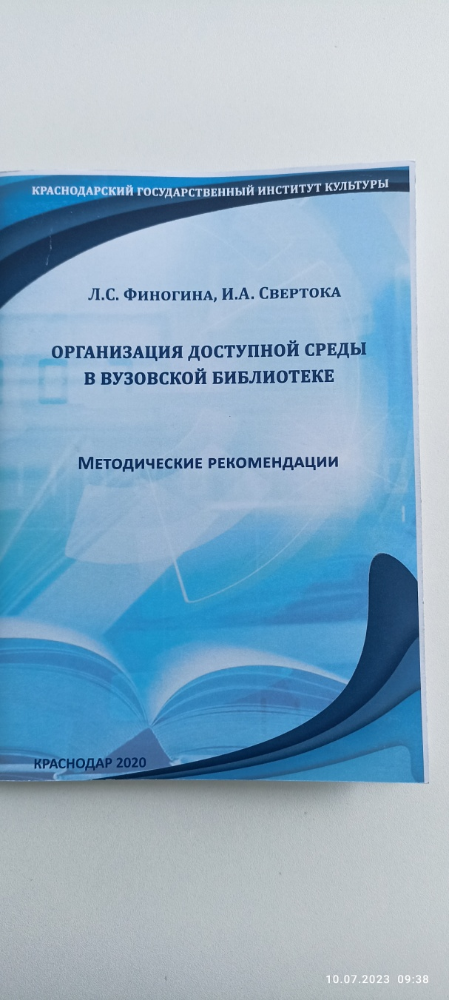 КРАСНОДАРСКИЙ ГОСУДАРСТВЕННЫЙ ИНСТИТУТ КУЛЬТУРЫ
Л.С. Финогина, И.А. Свертока
ОРГАНИЗАЦИЯ ДОСТУПНОЙ СРЕДЫ
В ВУЗОВСКОЙ БИБЛИОТЕКЕ
Методические рекомендации
КРАСНОДАР 2020
10.07.2023 09:38